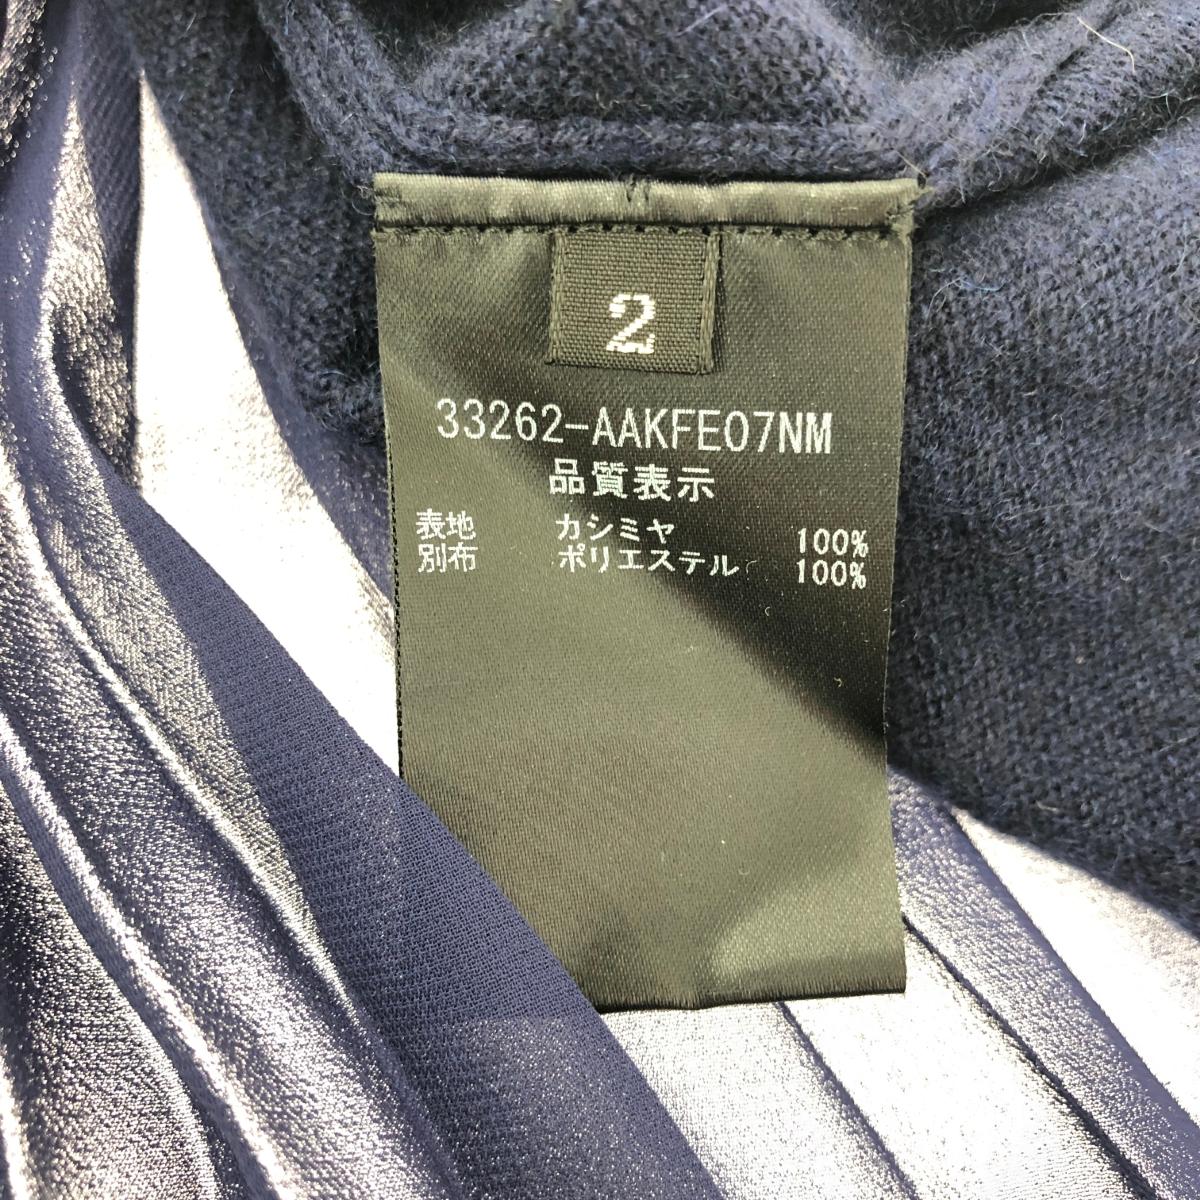 2
33262-AAKFE07NM
品質表示
表地 カシミヤ 100%
別布 ポリエステル 100%